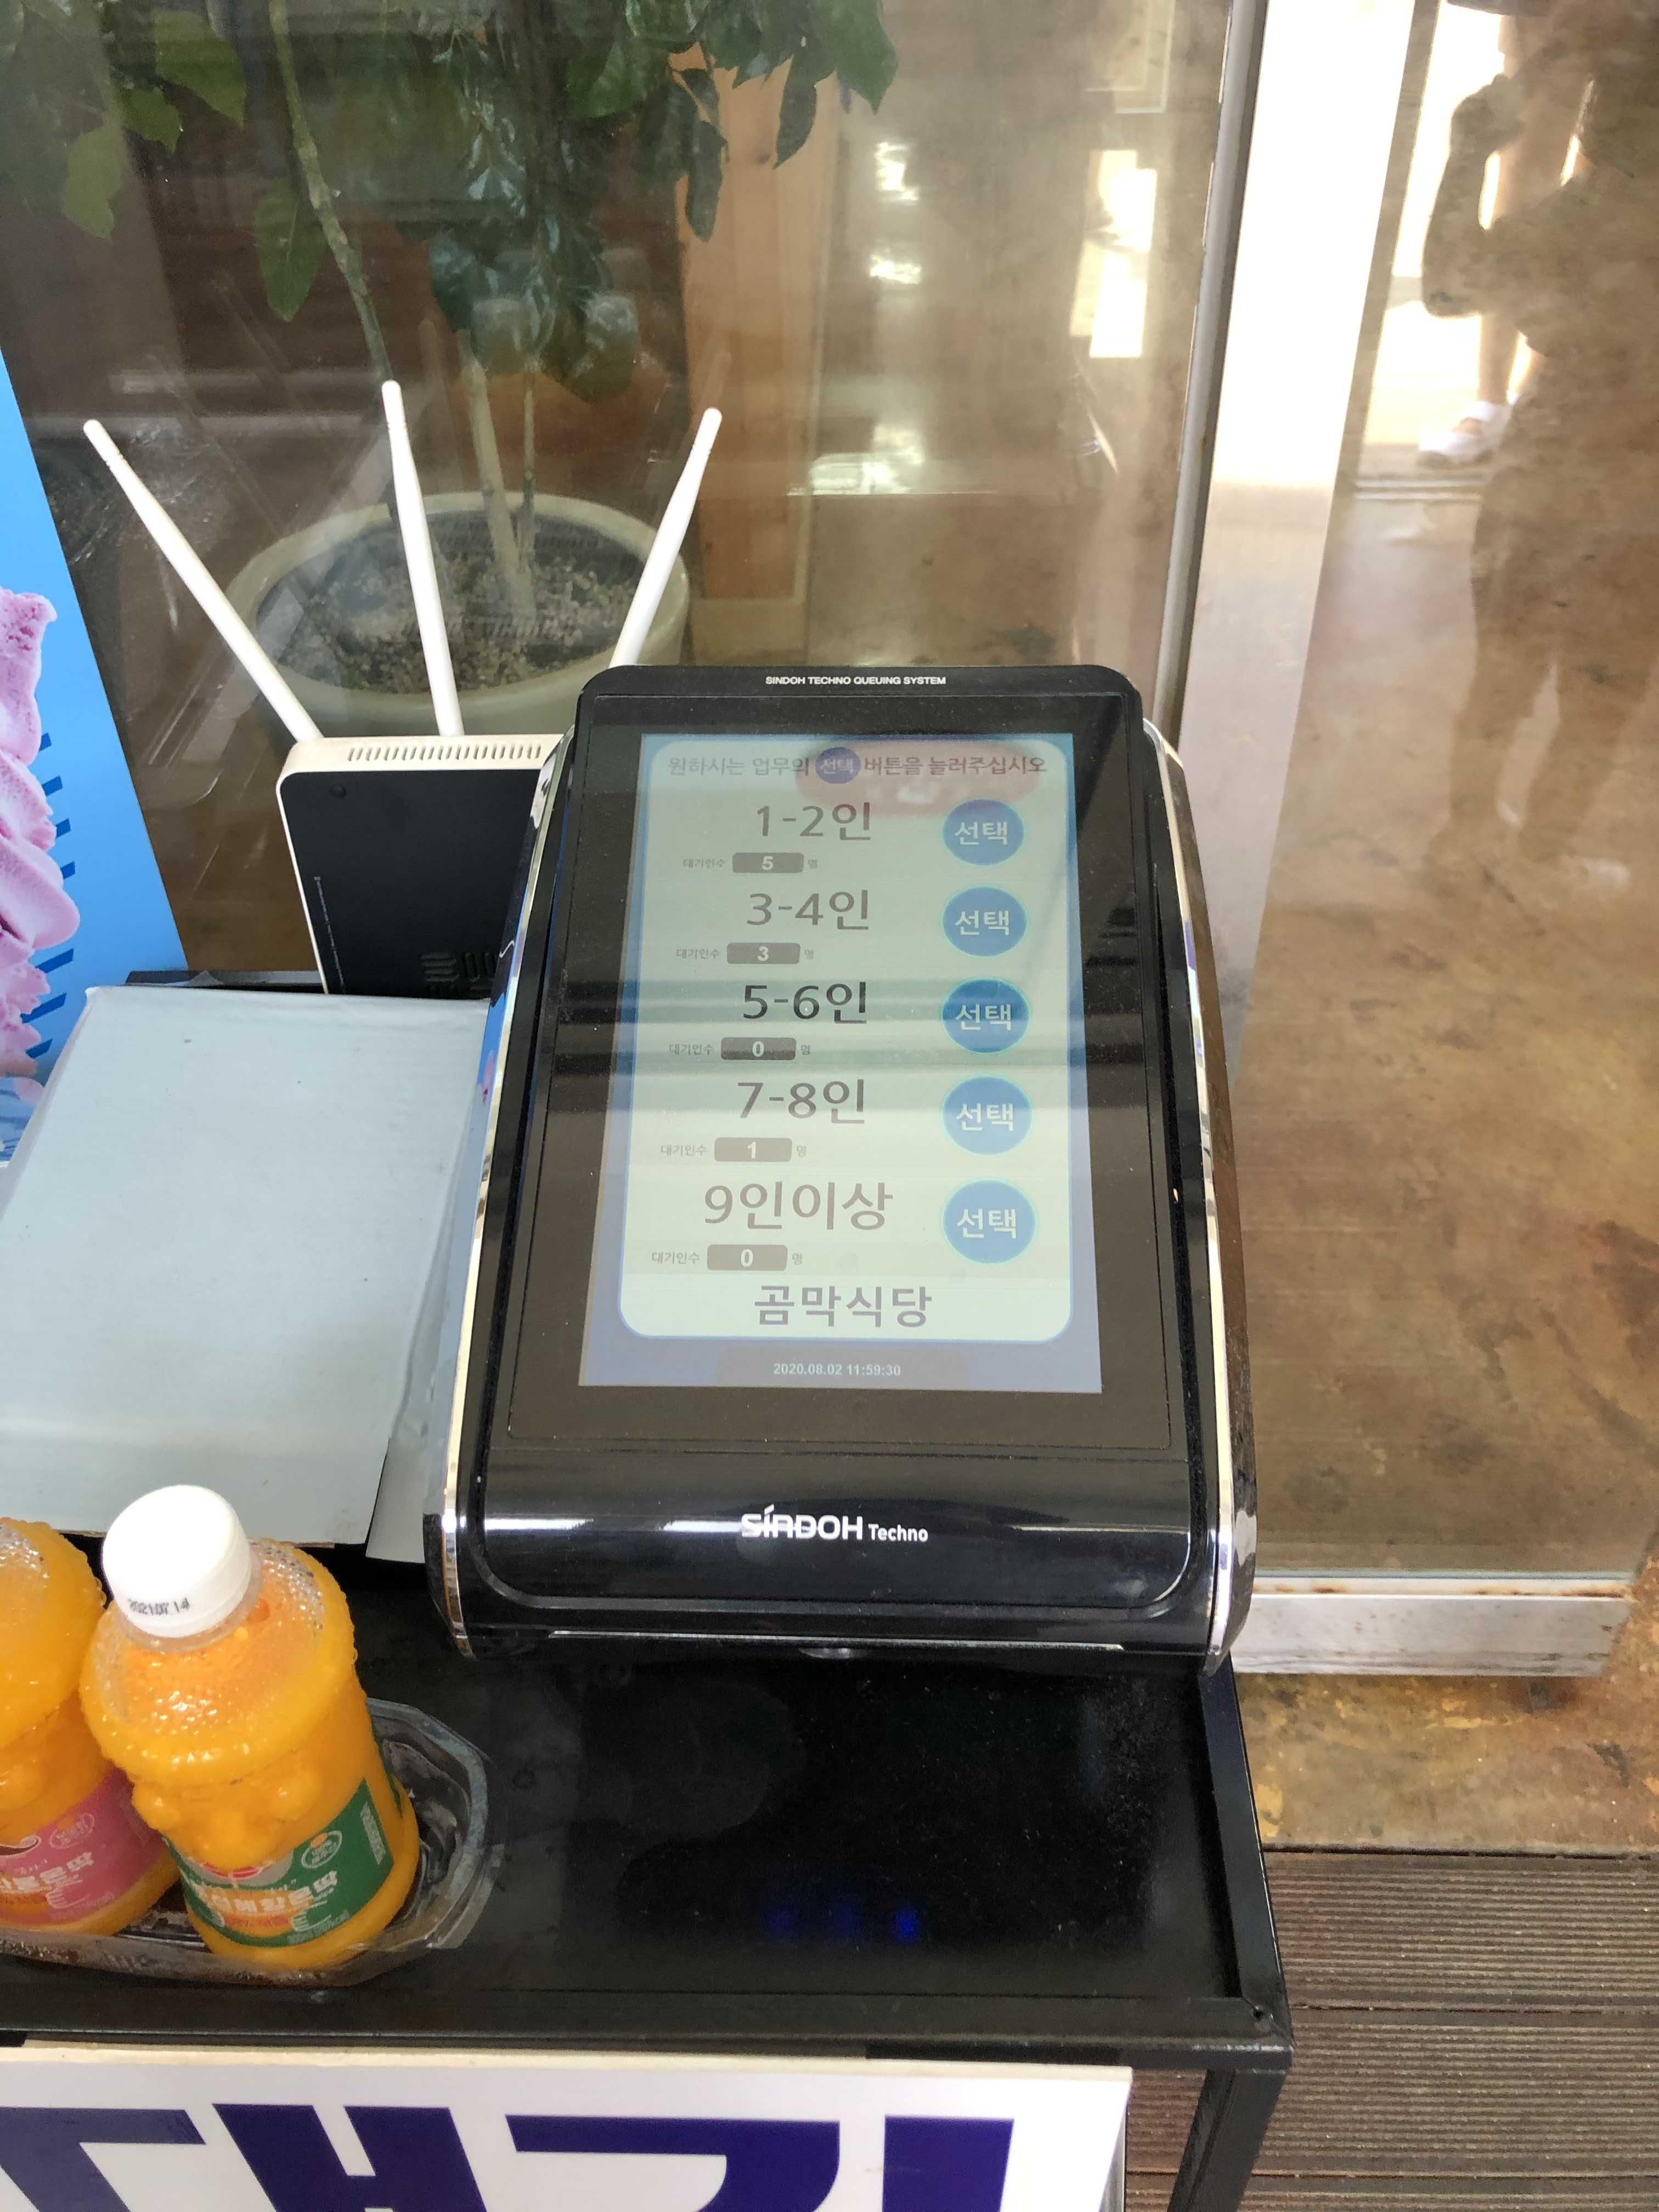 SINDOH TECHNO QUEUING SYSTEM
원하시는 업무의 선택 버튼을 눌러주십시오
1-2인 선택
대기인수 5 명
3-4인 선택
대기인수 3 명
5-6인 선택
대기인수 0 명
7-8인 선택
대기인수 1 명
9인이상 선택
대기인수 0 명
곰막식당
2020.08.02 11:59:30
SINDOH Techno